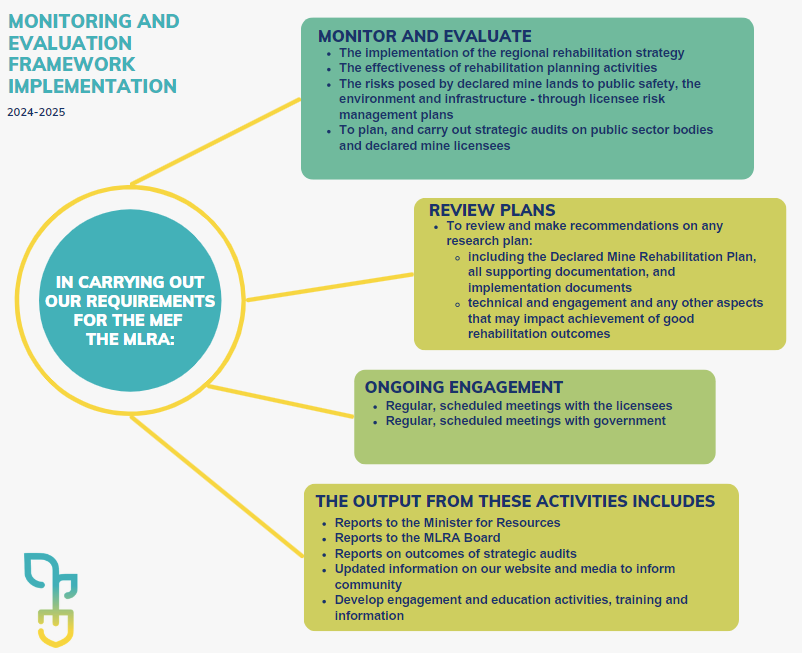 MONITORING AND
EVALUATION
FRAMEWORK
IMPLEMENTATION
2024-2025
IN CARRYING OUT
OUR REQUIREMENTS
FOR THE MEF
THE MLRA:
MONITOR AND EVALUATE
• The implementation of the regional rehabilitation strategy
• The effectiveness of rehabilitation planning activities
• The risks posed by declared mine lands to public safety, the
environment and infrastructure - through licensee risk
management plans
• To plan, and carry out strategic audits on public sector bodies
and declared mine licensees
REVIEW PLANS
• To review and make recommendations on any
research plan:
◦ including the Declared Mine Rehabilitation Plan,
all supporting documentation, and
implementation documents
◦ technical and engagement and any other aspects
that may impact achievement of good
rehabilitation outcomes
ONGOING ENGAGEMENT
• Regular, scheduled meetings with the licensees
• Regular, scheduled meetings with government
THE OUTPUT FROM THESE ACTIVITIES INCLUDES
• Reports to the Minister for Resources
• Reports to the MLRA Board
• Reports on outcomes of strategic audits
• Updated information on our website and media to inform
community
• Develop engagement and education activities, training and
information